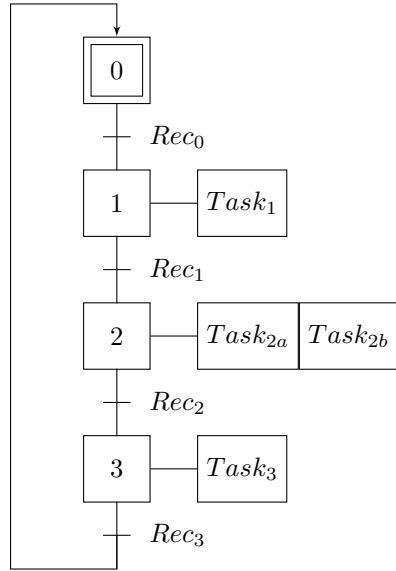 0
Rec₀
1 Task₁
Rec₁
2 Task₂ₐ Task₂b
Rec₂
3 Task₃
Rec₃